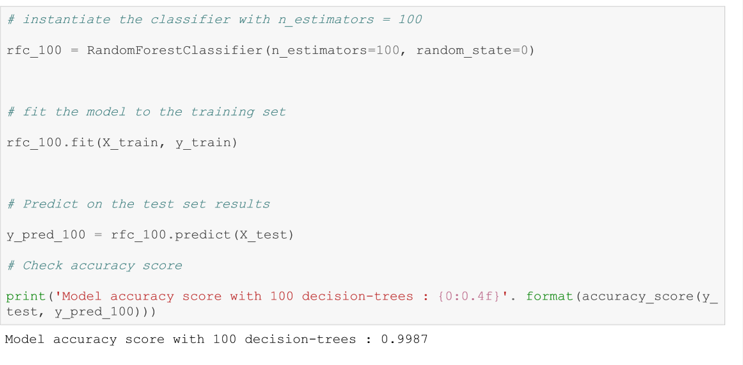 # instantiate the classifier with n_estimators = 100
rfc_100 = RandomForestClassifier(n_estimators=100, random_state=0)
# fit the model to the training set
rfc_100.fit(X_train, y_train)
# Predict on the test set results
y_pred_100 = rfc_100.predict(X_test)
# Check accuracy score
print('Model accuracy score with 100 decision-trees : {0:0.4f}'. format(accuracy_score(y_
test, y_pred_100)))
Model accuracy score with 100 decision-trees : 0.9987